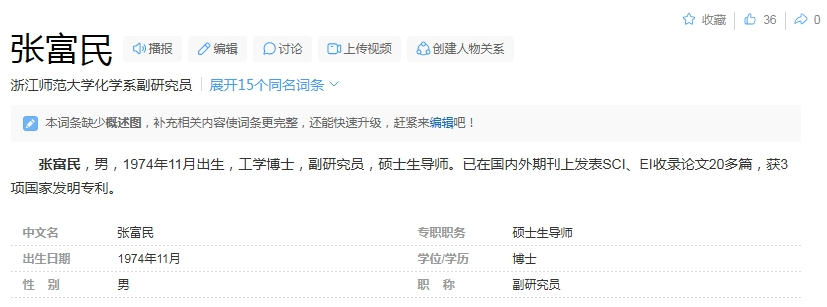 收藏 36 0
张富民 播报 编辑 讨论 上传视频 创建人物关系
浙江师范大学化学系副研究员 展开15个同名词条
本词条缺少概述图，补充相关内容使词条更完整，还能快速升级，赶紧来编辑吧！
张富民，男，1974年11月出生，工学博士，副研究员，硕士生导师。已在国内外期刊上发表SCI、EI收录论文20多篇，获3
项国家发明专利。
中文名 张富民 专职职务 硕士生导师
出生日期 1974年11月 学位/学历 博士
性 别 男 职 称 副研究员